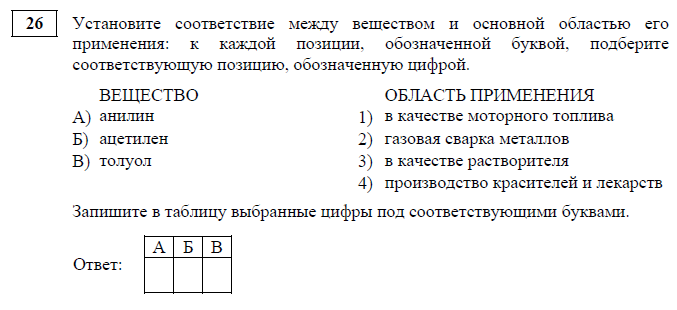 26 Установите соответствие между веществом и основной областью его
применения: к каждой позиции, обозначенной буквой, подберите
соответствующую позицию, обозначенную цифрой.
ВЕЩЕСТВО ОБЛАСТЬ ПРИМЕНЕНИЯ
А) анилин 1) в качестве моторного топлива
Б) ацетилен 2) газовая сварка металлов
В) толуол 3) в качестве растворителя
4) производство красителей и лекарств
Запишите в таблицу выбранные цифры под соответствующими буквами.
А Б В
Ответ: